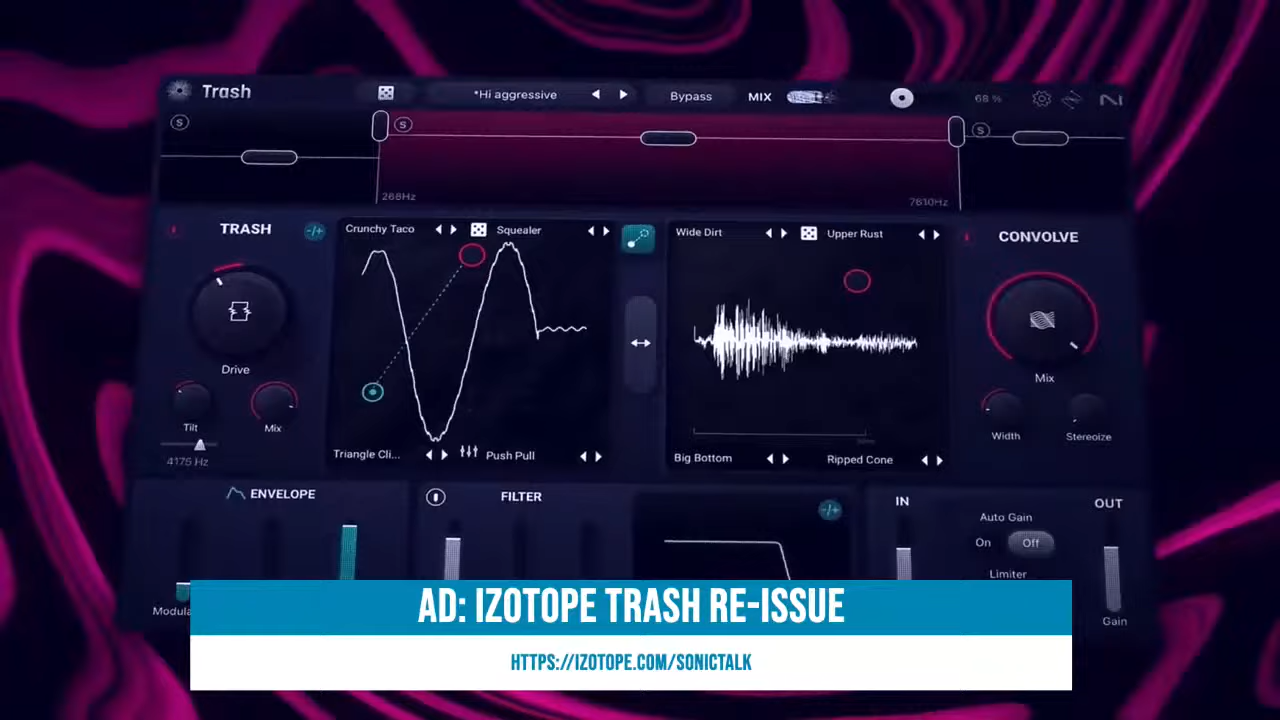 Trash
*Hi aggressive
Bypass
MIX
68 %
S
S
S
268Hz
7610Hz
TRASH
-/+
Crunchy Taco
Squealer
Wide Dirt
Upper Rust
CONVOLVE
Drive
Mix
Tilt
Mix
Width
Stereoize
4175 Hz
Triangle Cli...
Push Pull
Big Bottom
Ripped Cone
ENVELOPE
FILTER
-/+
IN
OUT
Auto Gain
On
Off
Limiter
Modula
Gain
AD: IZOTOPE TRASH RE-ISSUE
HTTPS://IZOTOPE.COM/SONICTALK